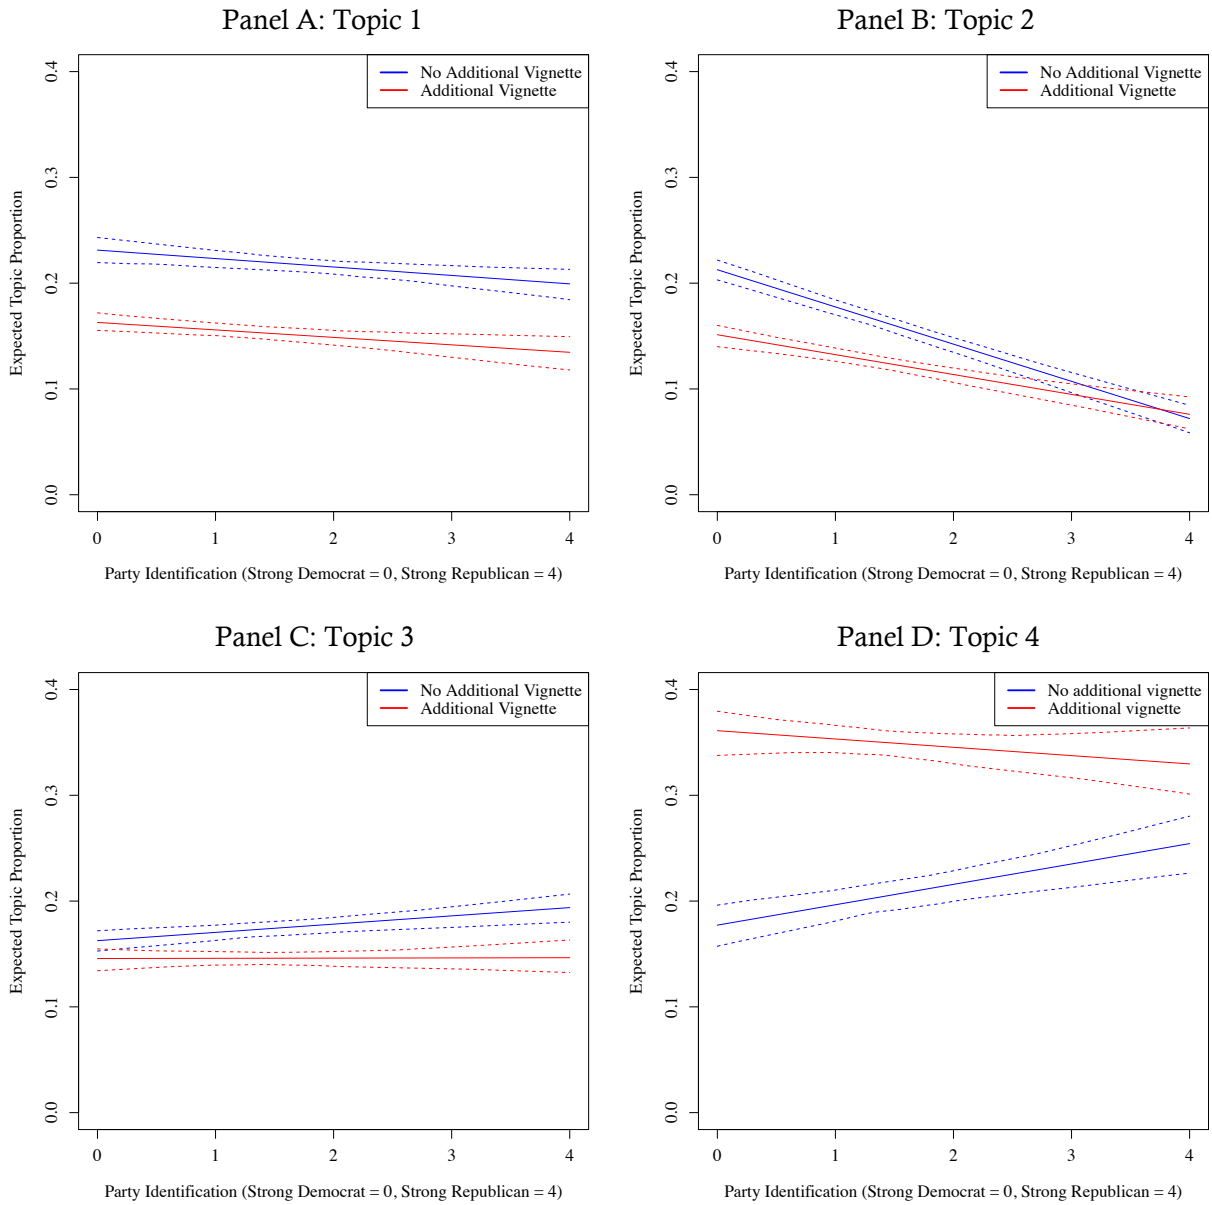 Panel A: Topic 1
No Additional Vignette
Additional Vignette
Expected Topic Proportion
0.4
0.3
0.2
0.1
0.0
0 1 2 3 4
Party Identification (Strong Democrat = 0, Strong Republican = 4)
Panel B: Topic 2
No Additional Vignette
Additional Vignette
Expected Topic Proportion
0.4
0.3
0.2
0.1
0.0
0 1 2 3 4
Party Identification (Strong Democrat = 0, Strong Republican = 4)
Panel C: Topic 3
No Additional Vignette
Additional Vignette
Expected Topic Proportion
0.4
0.3
0.2
0.1
0.0
0 1 2 3 4
Party Identification (Strong Democrat = 0, Strong Republican = 4)
Panel D: Topic 4
No additional vignette
Additional vignette
Expected Topic Proportion
0.4
0.3
0.2
0.1
0.0
0 1 2 3 4
Party Identification (Strong Democrat = 0, Strong Republican = 4)